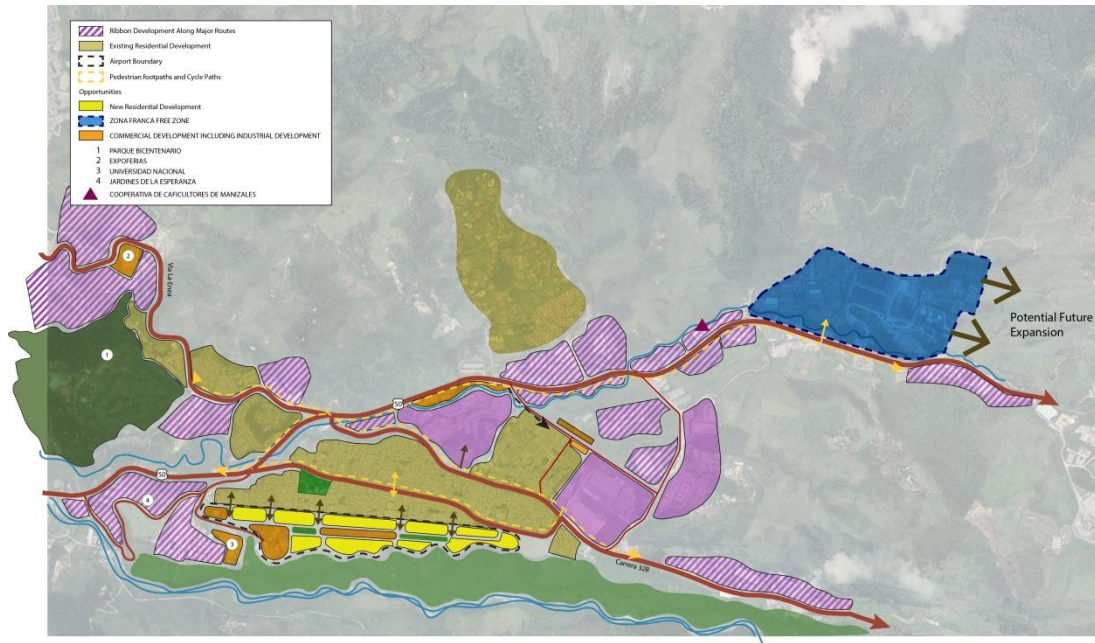 Ribbon Development Along Major Routes
Existing Residential Development
Airport Boundary
Pedestrian footpaths and Cycle Paths
Opportunities
New Residential Development
ZONA FRANCA FREE ZONE
COMMERCIAL DEVELOPMENT INCLUDING INDUSTRIAL DEVELOPMENT
1 PARQUE BICENTENARIO
2 EXPOFERIAS
3 UNIVERSIDAD NACIONAL
4 JARDINES DE LA ESPERANZA
COOPERATIVA DE CAFICULTORES DE MANIZALES
2
Via La Enea
Potential Future
Expansion
1
50
50
4
3
Carrera 32B